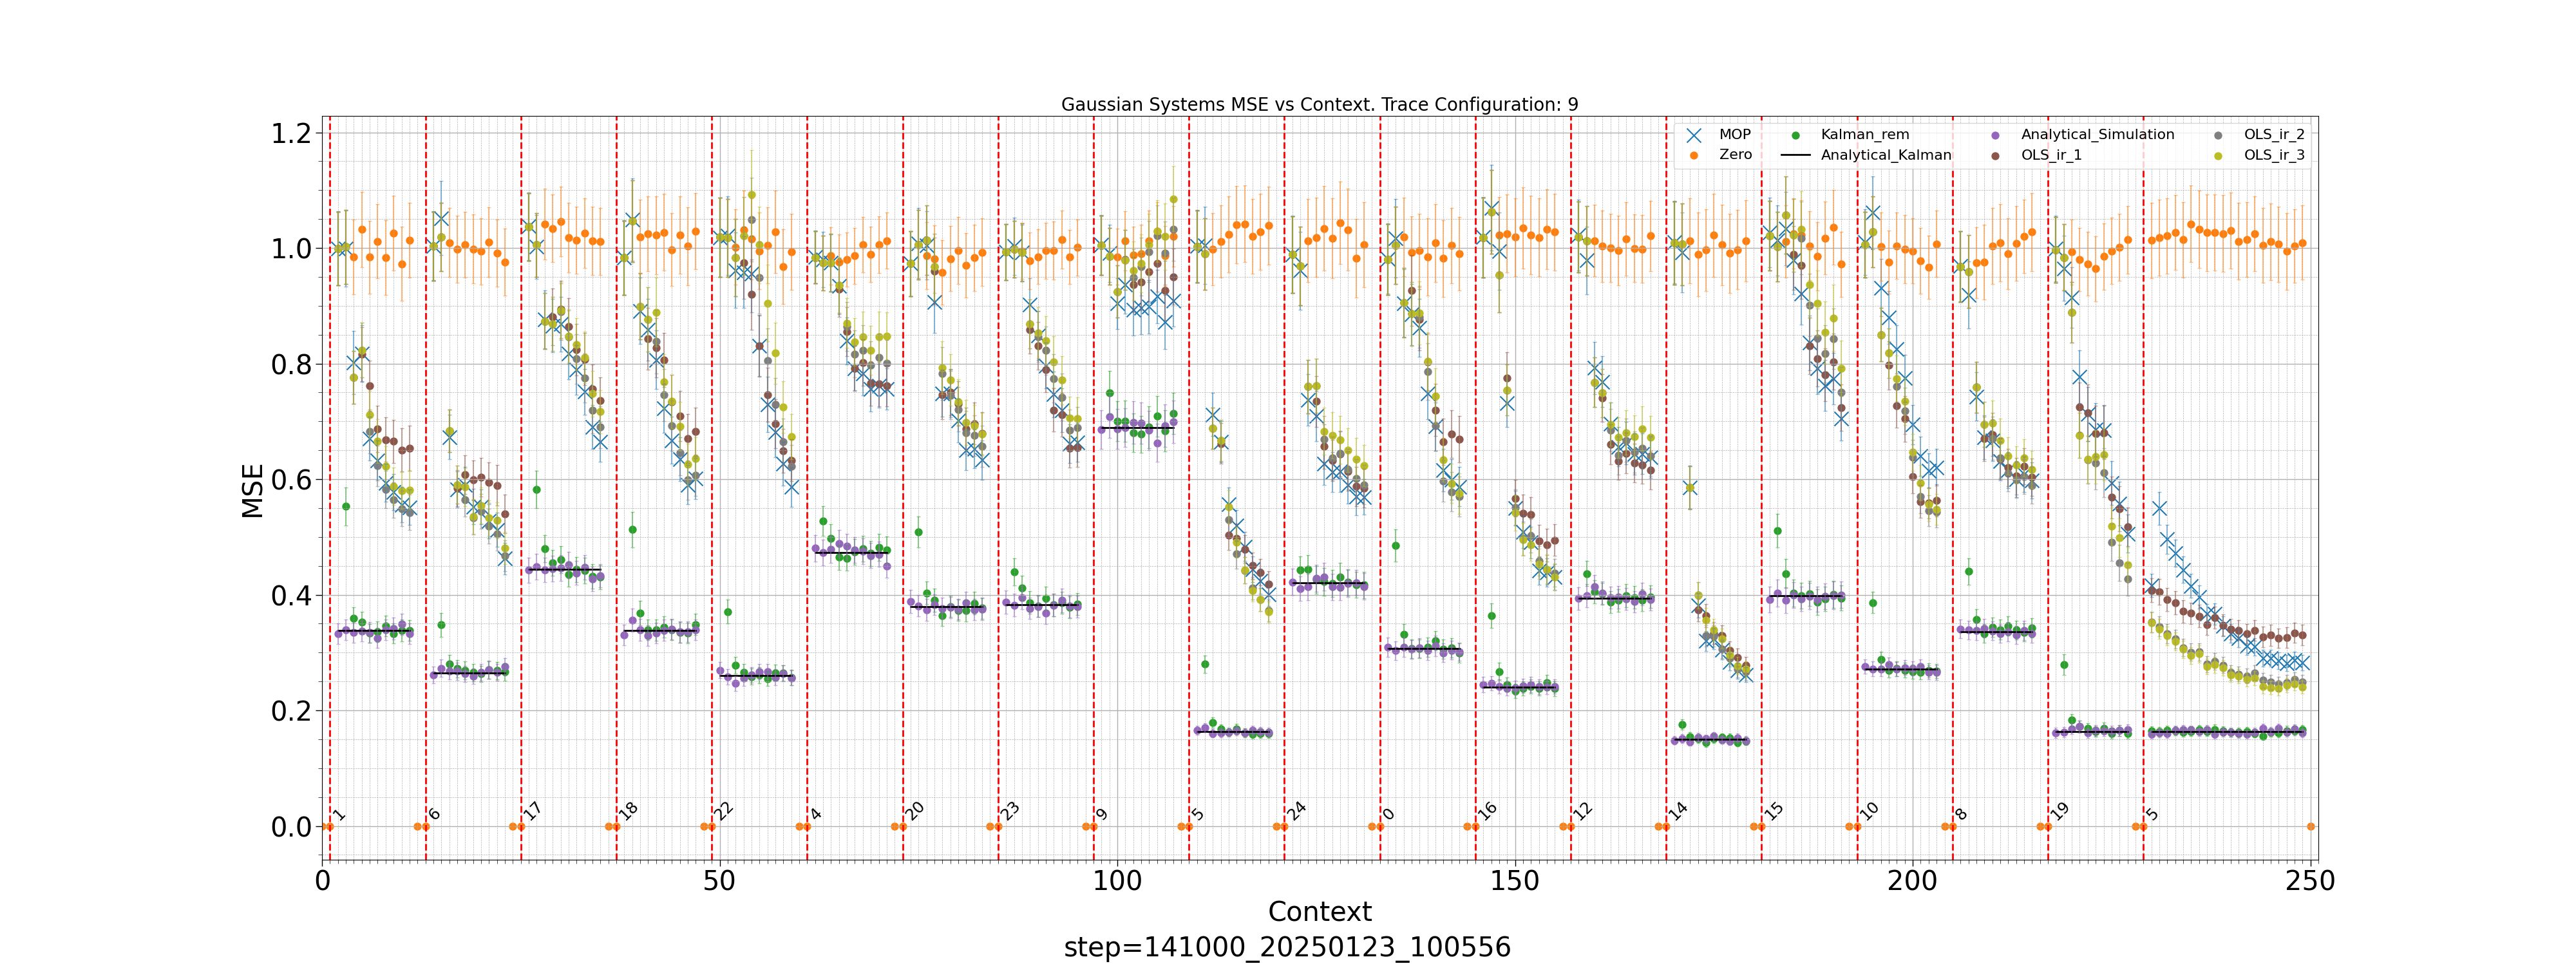 Gaussian Systems MSE vs Context. Trace Configuration: 9
MOP
Zero
Kalman_rem
Analytical_Kalman
Analytical_Simulation
OLS_ir_1
OLS_ir_2
OLS_ir_3
MSE
1.2
1.0
0.8
0.6
0.4
0.2
0.0
1 6 17 18 22 4 20 23 9 5 24 0 16 12 14 15 10 8 19 5
0 50 100 150 200 250
Context
step=141000_20250123_100556